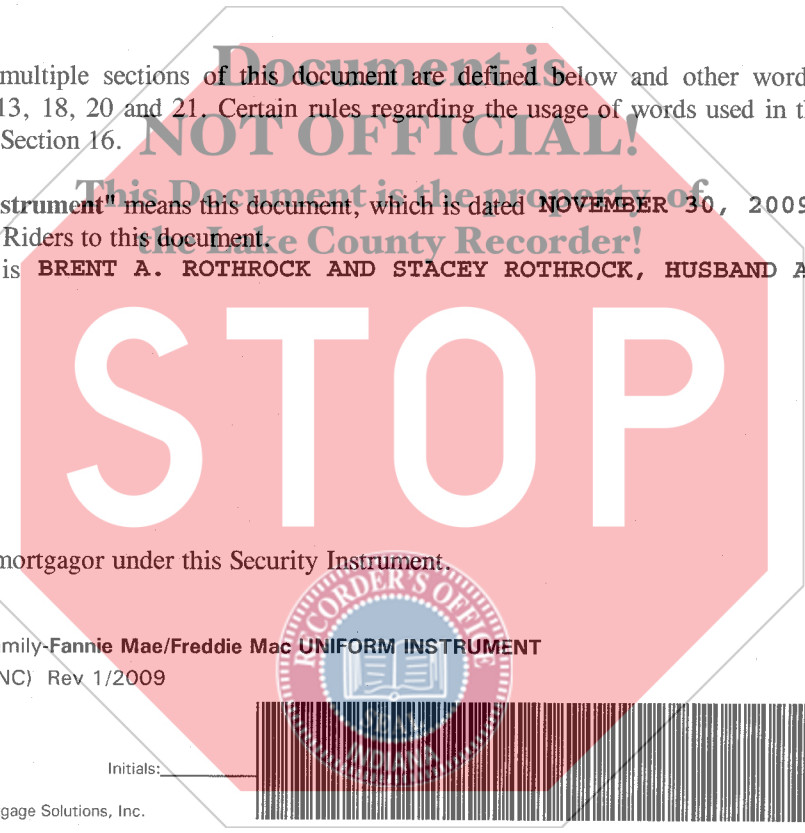 Document is
multiple sections of this document are defined below and other word
13, 18, 20 and 21. Certain rules regarding the usage of words used in t
Section 16.
NOT OFFICIAL!
This Document is the property of
strument" means this document, which is dated NOVEMBER 30, 2009
Riders to this document.
the Lake County Recorder!
is BRENT A. ROTHROCK AND STACEY ROTHROCK, HUSBAND A
STOP
mortgagor under this Security Instrument.
RECORDER'S OFFICE
mily-Fannie Mae/Freddie Mac UNIFORM INSTRUMENT
NC) Rev 1/2009
SEAL
INDIANA
Initials:
gage Solutions, Inc.